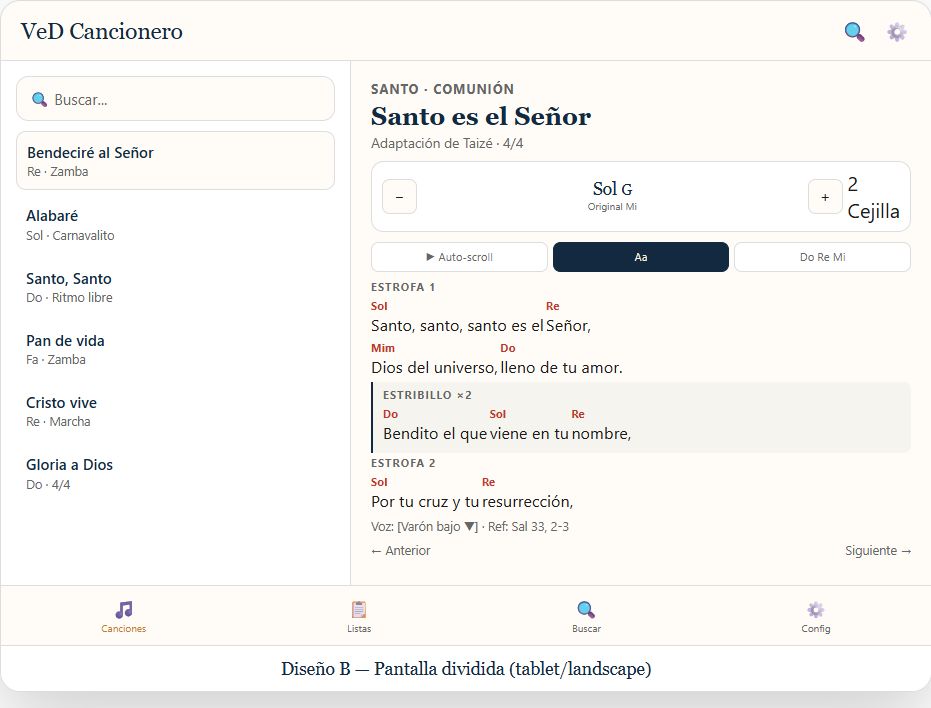 VeD Cancionero
Buscar...
Bendeciré al Señor
Re · Zamba
Alabaré
Sol · Carnavalito
Santo, Santo
Do · Ritmo libre
Pan de vida
Fa · Zamba
Cristo vive
Re · Marcha
Gloria a Dios
Do · 4/4
SANTO · COMUNIÓN
Santo es el Señor
Adaptación de Taizé · 4/4
−
Sol G
Original Mi
+
2
Cejilla
▶ Auto-scroll
Aa
Do Re Mi
ESTROFA 1
Sol Re
Santo, santo, santo es el Señor,
Mim Do
Dios del universo, lleno de tu amor.
ESTRIBILLO ×2
Do Sol Re
Bendito el que viene en tu nombre,
ESTROFA 2
Sol Re
Por tu cruz y tu resurrección,
Voz: [Varón bajo ▼] · Ref: Sal 33, 2-3
← Anterior
Siguiente →
Canciones
Listas
Buscar
Config
Diseño B — Pantalla dividida (tablet/landscape)